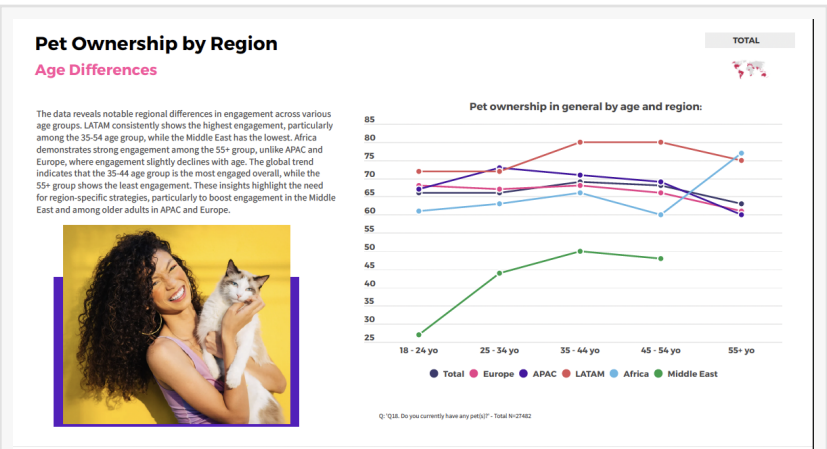 Pet Ownership by Region
Age Differences
TOTAL
The data reveals notable regional differences in engagement across various
age groups. LATAM consistently shows the highest engagement, particularly
among the 35-54 age group, while the Middle East has the lowest. Africa
demonstrates strong engagement among the 55+ group, unlike APAC and
Europe, where engagement slightly declines with age. The global trend
indicates that the 35-44 age group is the most engaged overall, while the
55+ group shows the least engagement. These insights highlight the need
for region-specific strategies, particularly to boost engagement in the Middle
East and among older adults in APAC and Europe.
Pet ownership in general by age and region:
85
80
75
70
65
60
55
50
45
40
35
30
25
18 - 24 yo 25 - 34 yo 35 - 44 yo 45 - 54 yo 55+ yo
Total Europe APAC LATAM Africa Middle East
Q: 'Q18. Do you currently have any pet(s)?' - Total N=27482